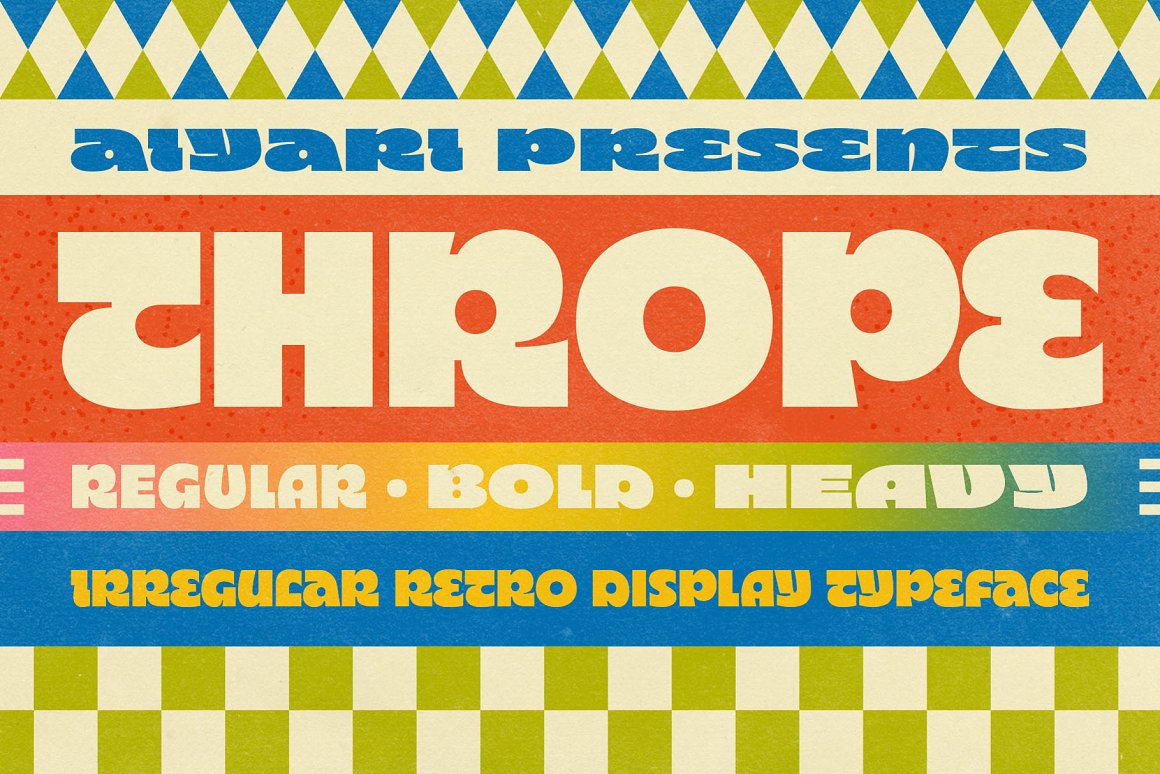 AIYARI PRESENTS
THROPE
REGULAR • BOLD • HEAVY
IRREGULAR RETRO DISPLAY TYPEFACE